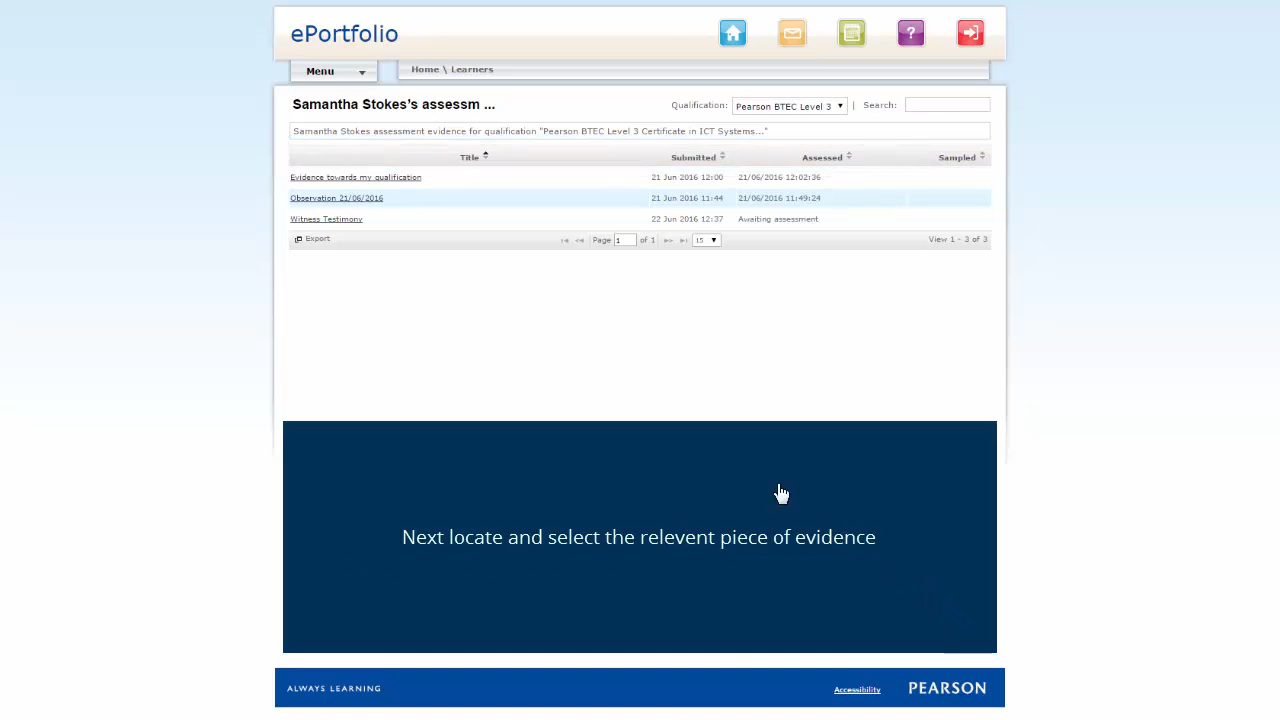 ePortfolio
?
Menu
Home \ Learners
Samantha Stokes's assessm ...
Qualification: Pearson BTEC Level 3 | Search:
Samantha Stokes assessment evidence for qualification "Pearson BTEC Level 3 Certificate in ICT Systems..."
Title Submitted Assessed Sampled
Evidence towards my qualification 21 Jun 2016 12:00 21/06/2016 12:02:36
Observation 21/06/2016 21 Jun 2016 11:44 21/06/2016 11:49:24
Witness Testimony 22 Jun 2016 12:37 Awaiting assessment
Export Page 1 of 1 15 View 1 - 3 of 3
Next locate and select the relevent piece of evidence
ALWAYS LEARNING Accessibility PEARSON